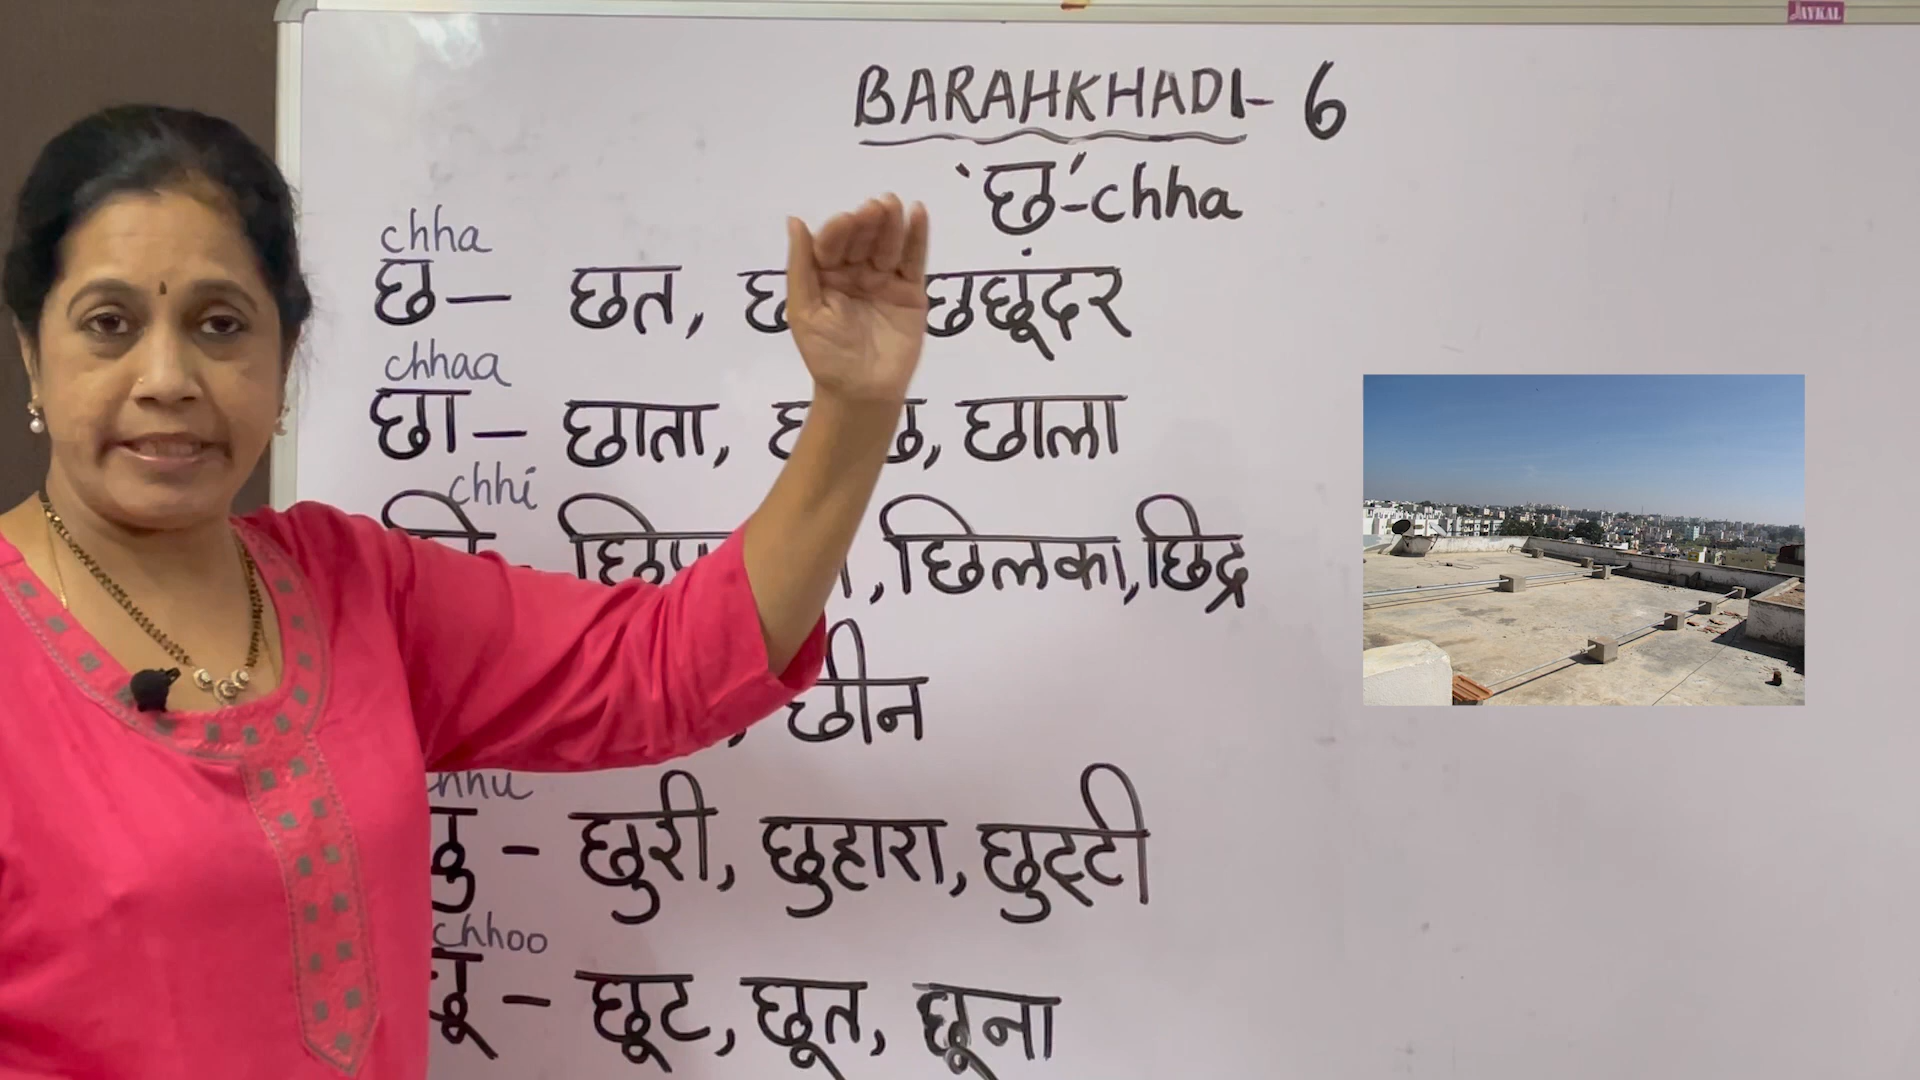 JAYKAL
BARAHKHADI- 6
'छ'-chha
chha
छ— छत, छछूंदर
chhaa
छा— छाता, छाला
chhi
छिलका, छिद्र
छीन
छु - छुरी, छुहारा, छुट्टी
chhoo
छू - छूट, छूत, छूना